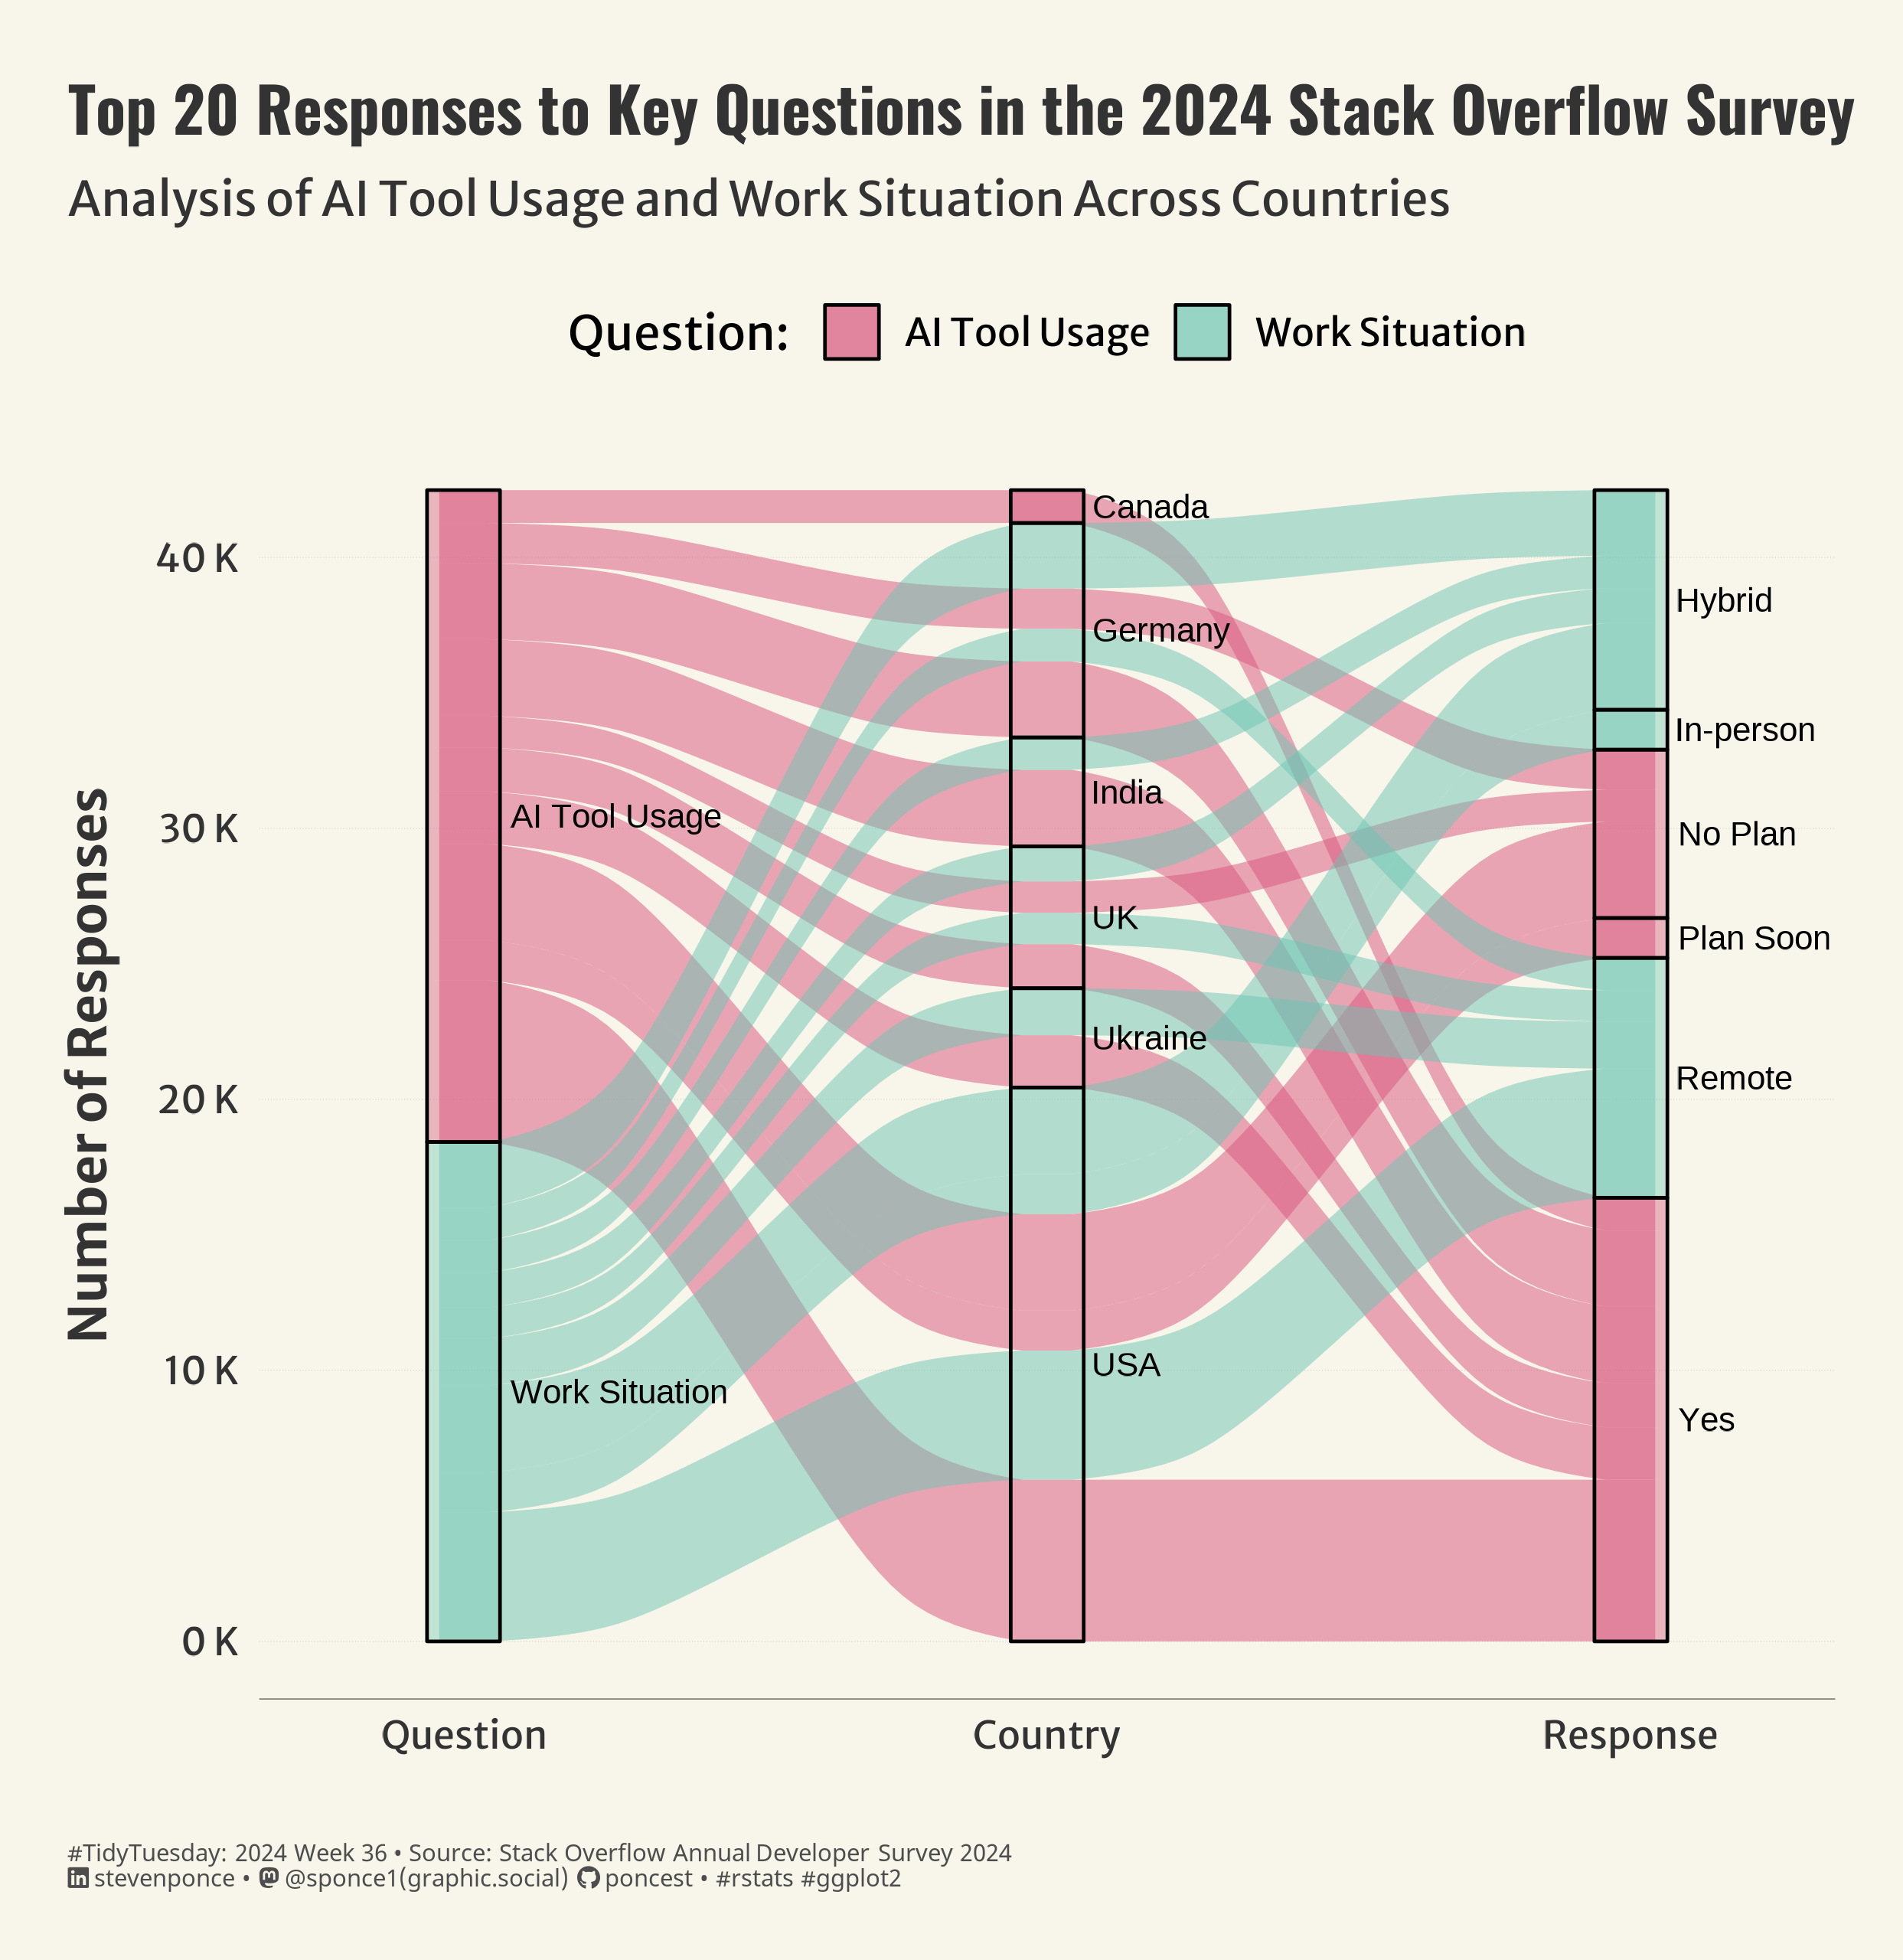 Top 20 Responses to Key Questions in the 2024 Stack Overflow Survey
Analysis of AI Tool Usage and Work Situation Across Countries
Question: AI Tool Usage Work Situation
Number of Responses
40 K
30 K
20 K
10 K
0 K
AI Tool Usage
Work Situation
Canada
Germany
India
UK
Ukraine
USA
Hybrid
In-person
No Plan
Plan Soon
Remote
Yes
Question
Country
Response
#TidyTuesday: 2024 Week 36 • Source: Stack Overflow Annual Developer Survey 2024
stevenponce • @sponce1(graphic.social) poncest • #rstats #ggplot2